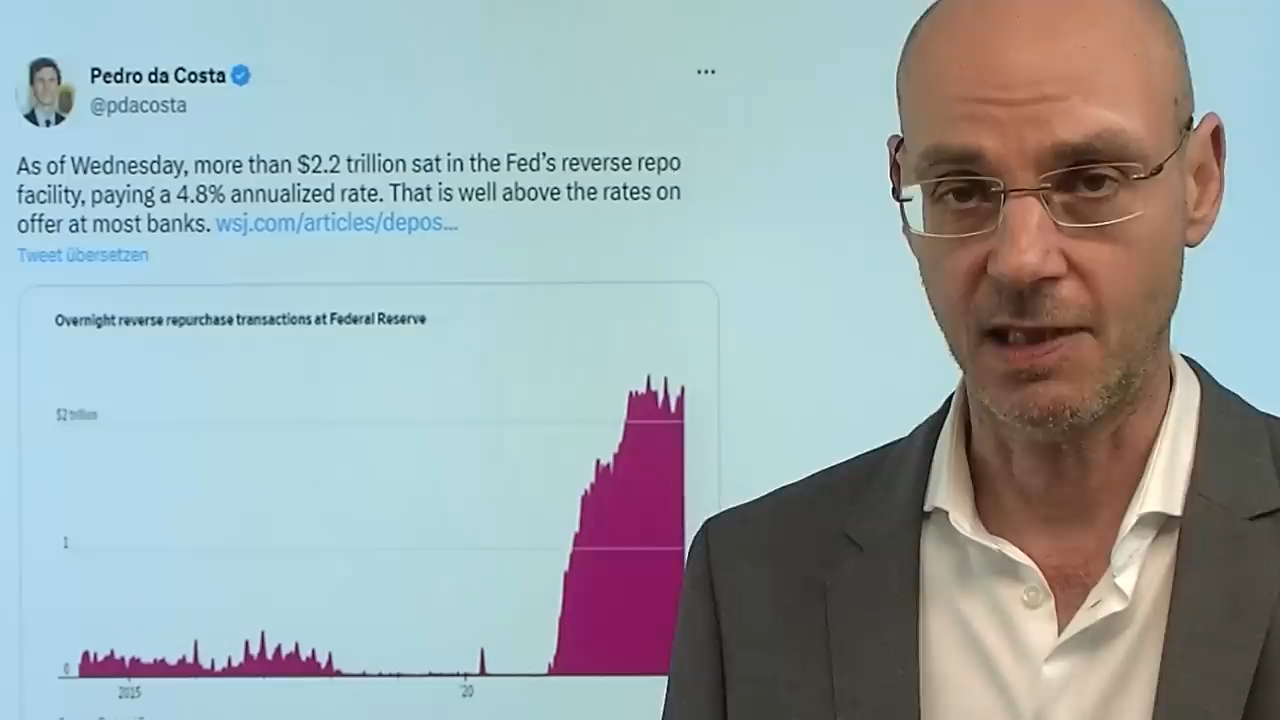 Pedro da Costa
@pdacosta
As of Wednesday, more than $2.2 trillion sat in the Fed's reverse repo
facility, paying a 4.8% annualized rate. That is well above the rates on
offer at most banks. wsj.com/articles/depos...
Tweet übersetzen
Overnight reverse repurchase transactions at Federal Reserve
$2 trillion
1
0
2015
'20